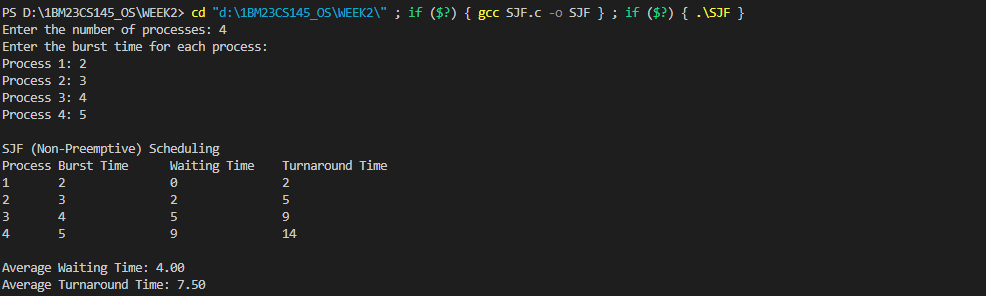 PS D:\1BM23CS145_OS\WEEK2> cd "d:\1BM23CS145_OS\WEEK2\" ; if ($?) { gcc SJF.c -o SJF } ; if ($?) { .\SJF }
Enter the number of processes: 4
Enter the burst time for each process:
Process 1: 2
Process 2: 3
Process 3: 4
Process 4: 5
SJF (Non-Preemptive) Scheduling
Process Burst Time Waiting Time Turnaround Time
1 2 0 2
2 3 2 5
3 4 5 9
4 5 9 14
Average Waiting Time: 4.00
Average Turnaround Time: 7.50